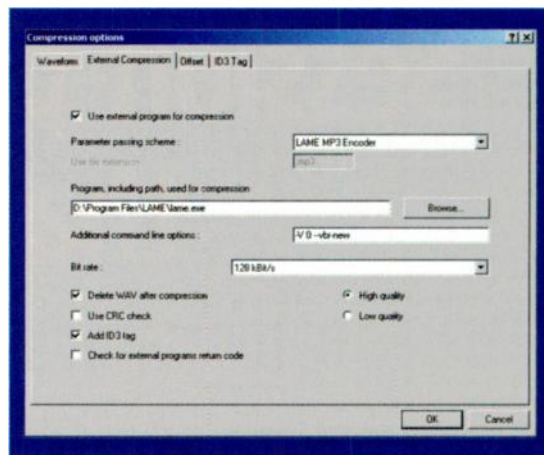 Compression options
Waveform External Compression Offset ID3 Tag
Use external program for compression
Parameter passing scheme : LAME MP3 Encoder
Use file extension .mp3
Program, including path, used for compression
D:\Program Files\LAME\lame.exe Browse...
Additional command line options : -V 0 --vbr-new
Bit rate : 128 kBit/s
Delete WAV after compression High quality
Use CRC check Low quality
Add ID3 tag
Check for external programs return code
OK Cancel